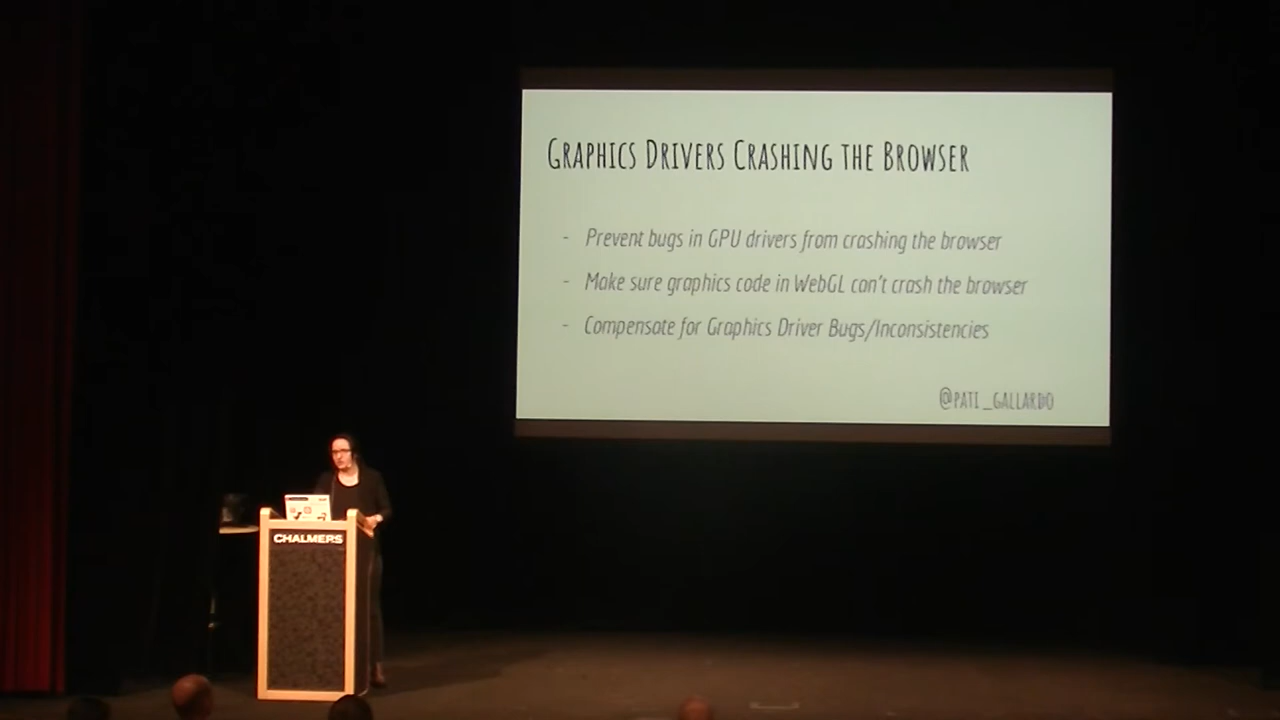 GRAPHICS DRIVERS CRASHING THE BROWSER
- Prevent bugs in GPU drivers from crashing the browser
- Make sure graphics code in WebGL can't crash the browser
- Compensate for Graphics Driver Bugs/Inconsistencies
@PATI_GALLARDO
CHALMERS